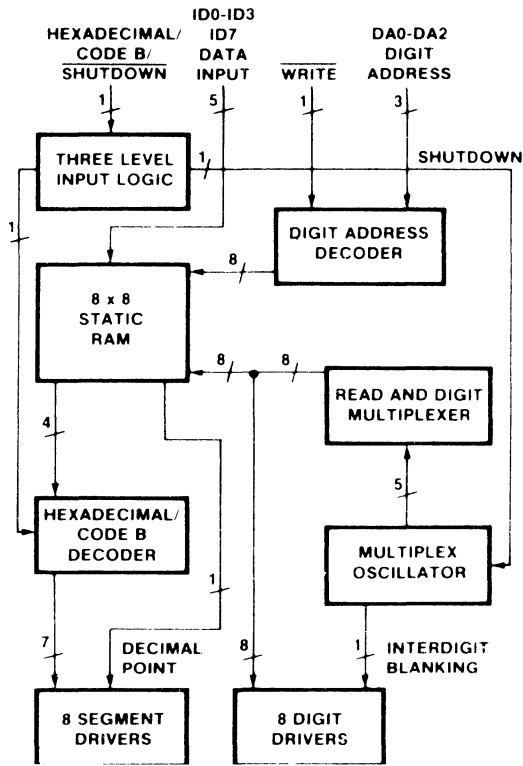 HEXADECIMAL/
CODE B/
SHUTDOWN
1
ID0-ID3
ID7
DATA
INPUT
5
WRITE
1
DA0-DA2
DIGIT
ADDRESS
3
THREE LEVEL
INPUT LOGIC
1
SHUTDOWN
1
DIGIT ADDRESS
DECODER
8
8 x 8
STATIC
RAM
8
8
READ AND DIGIT
MULTIPLEXER
4
5
HEXADECIMAL/
CODE B
DECODER
1
MULTIPLEX
OSCILLATOR
7
DECIMAL
POINT
8
1
INTERDIGIT
BLANKING
8 SEGMENT
DRIVERS
8 DIGIT
DRIVERS